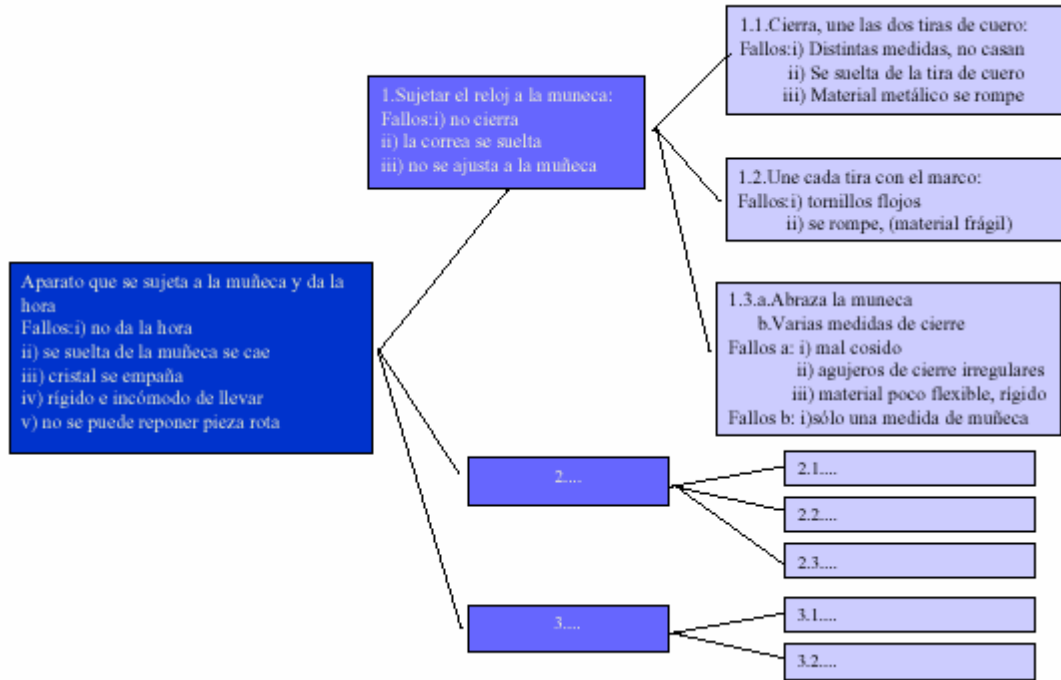 Aparato que se sujeta a la muñeca y da la
hora
Fallos:i) no da la hora
ii) se suelta de la muñeca se cae
iii) cristal se empaña
iv) rígido e incómodo de llevar
v) no se puede reponer pieza rota
1.Sujetar el reloj a la muneca:
Fallos:i) no cierra
ii) la correa se suelta
iii) no se ajusta a la muñeca
1.1.Cierra, une las dos tiras de cuero:
Fallos:i) Distintas medidas, no casan
ii) Se suelta de la tira de cuero
iii) Material metálico se rompe
1.2.Une cada tira con el marco:
Fallos:i) tornillos flojos
ii) se rompe, (material frágil)
1.3.a.Abraza la muneca
b.Varias medidas de cierre
Fallos a: i) mal cosido
ii) agujeros de cierre irregulares
iii) material poco flexible, rígido
Fallos b: i)sólo una medida de muñeca
2....
2.1....
2.2....
2.3....
3....
3.1....
3.2....